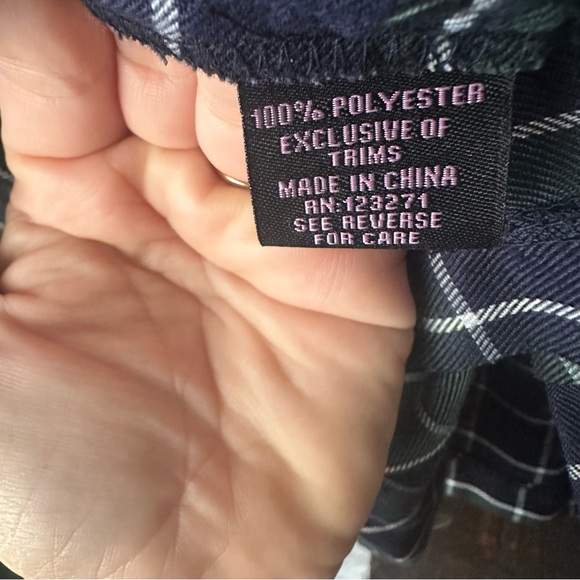 100% POLYESTER
EXCLUSIVE OF
TRIMS
MADE IN CHINA
RN:123271
SEE REVERSE
FOR CARE